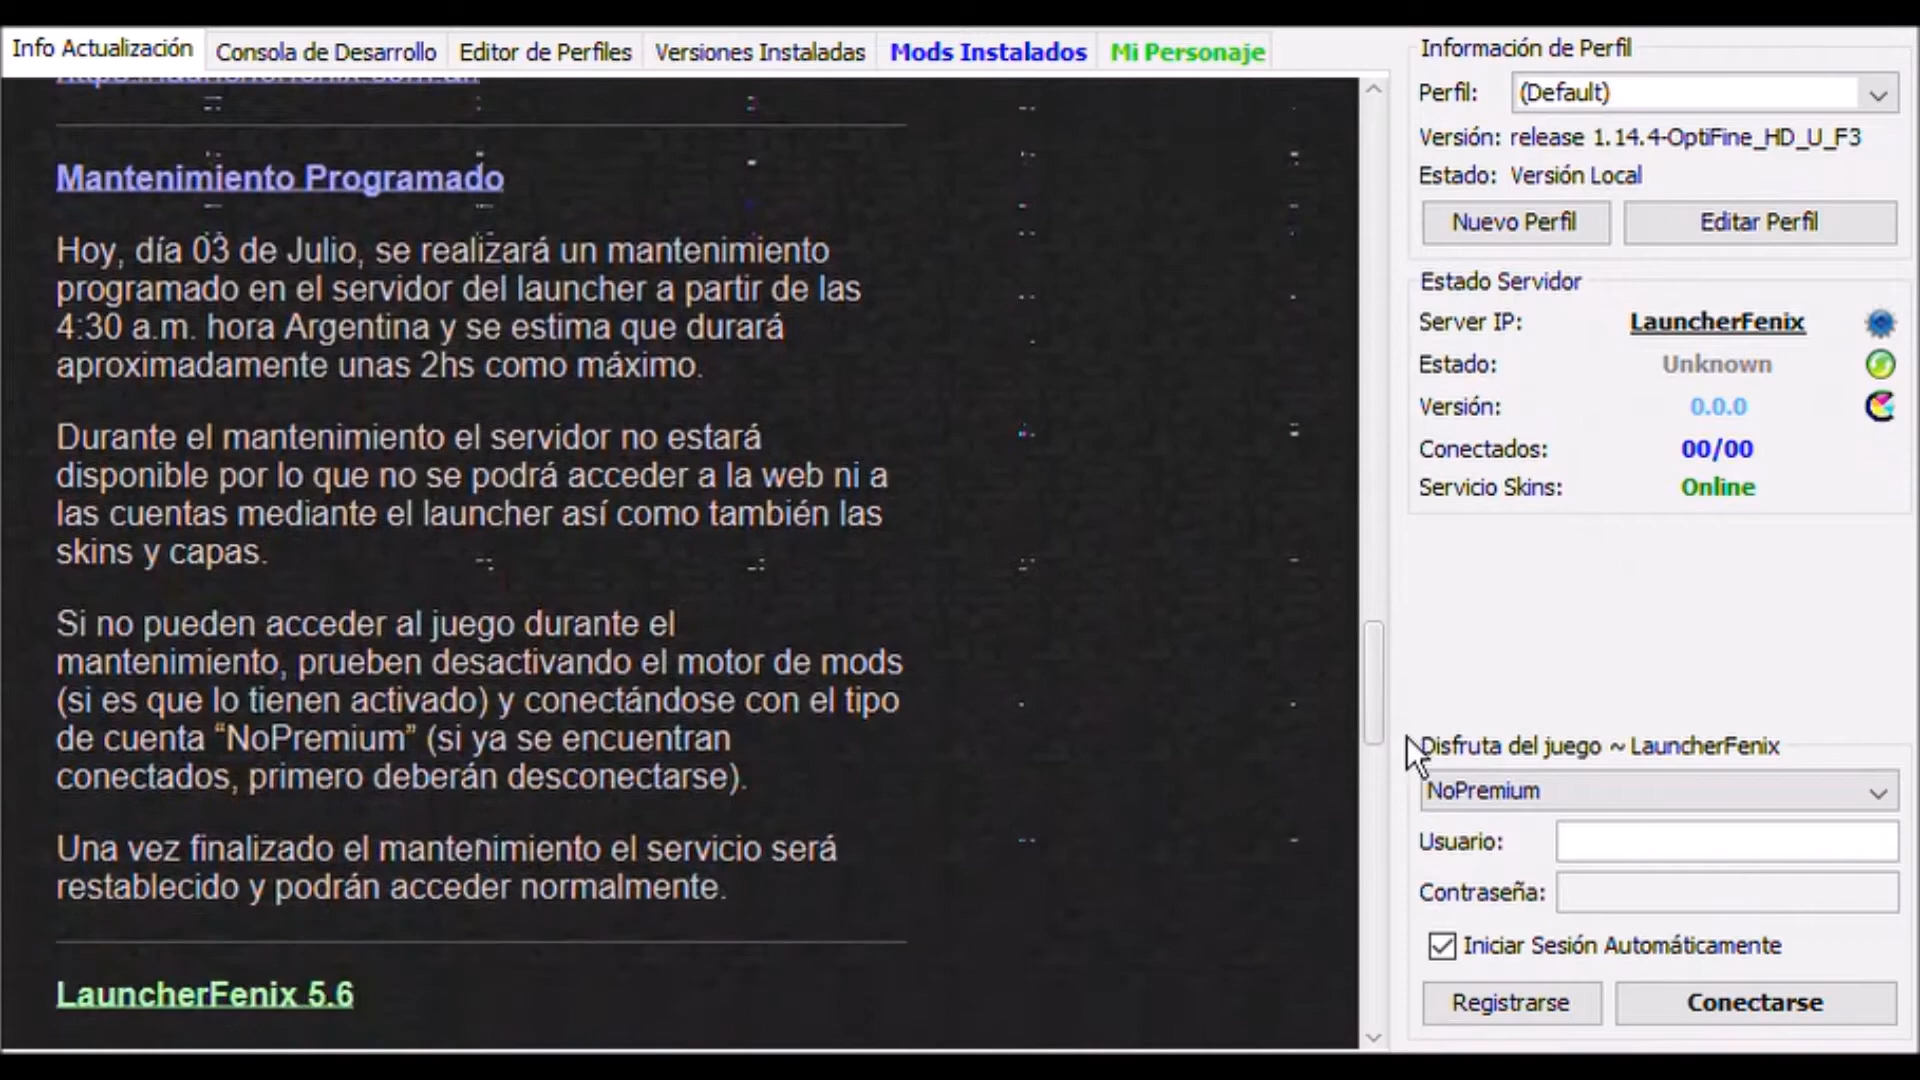 Info Actualización
Consola de Desarrollo
Editor de Perfiles
Versiones Instaladas
Mods Instalados
Mi Personaje
Mantenimiento Programado
Hoy, día 03 de Julio, se realizará un mantenimiento
programado en el servidor del launcher a partir de las
4:30 a.m. hora Argentina y se estima que durará
aproximadamente unas 2hs como máximo.
Durante el mantenimiento el servidor no estará
disponible por lo que no se podrá acceder a la web ni a
las cuentas mediante el launcher así como también las
skins y capas.
Si no pueden acceder al juego durante el
mantenimiento, prueben desactivando el motor de mods
(si es que lo tienen activado) y conectándose con el tipo
de cuenta “NoPremium” (si ya se encuentran
conectados, primero deberán desconectarse).
Una vez finalizado el mantenimiento el servicio será
restablecido y podrán acceder normalmente.
LauncherFenix 5.6
Información de Perfil
Perfil: (Default)
Versión: release 1.14.4-OptiFine_HD_U_F3
Estado: Versión Local
Nuevo Perfil
Editar Perfil
Estado Servidor
Server IP: LauncherFenix
Estado: Unknown
Versión: 0.0.0
Conectados: 00/00
Servicio Skins: Online
Disfruta del juego ~ LauncherFenix
NoPremium
Usuario:
Contraseña:
Iniciar Sesión Automáticamente
Registrarse
Conectarse